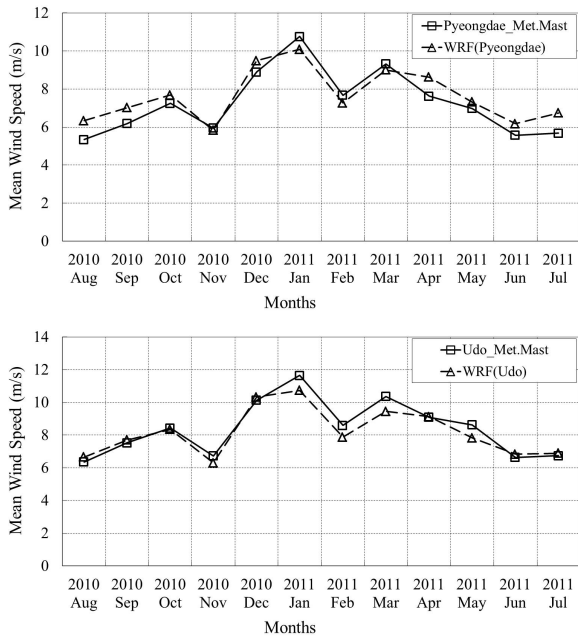 12
Pyeongdae_Met.Mast
10
WRF(Pyeongdae)
8
6
4
2
0
Mean Wind Speed (m/s)
2010 2010 2010 2010 2010 2011 2011 2011 2011 2011 2011 2011
Aug Sep Oct Nov Dec Jan Feb Mar Apr May Jun Jul
Months
14
Udo_Met.Mast
12
WRF(Udo)
10
8
6
4
2
0
Mean Wind Speed (m/s)
2010 2010 2010 2010 2010 2011 2011 2011 2011 2011 2011 2011
Aug Sep Oct Nov Dec Jan Feb Mar Apr May Jun Jul
Months